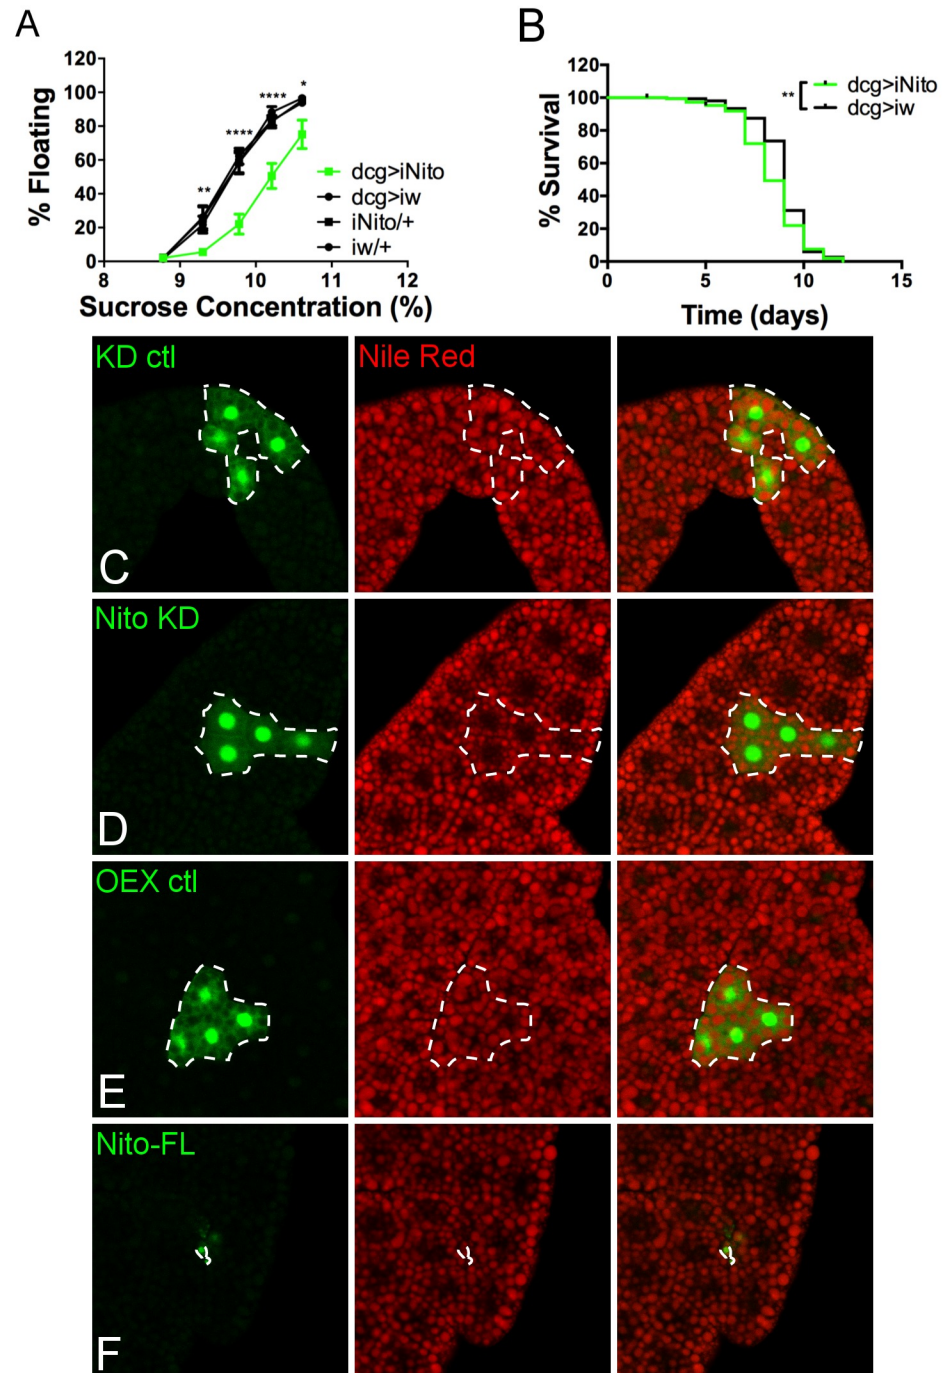 A
B
120
100
80
60
40
20
0
8
9
10
11
12
% Floating
Sucrose Concentration (%)
**
****
****
*
dcg>iNito
dcg>iw
iNito/+
iw/+
120
100
80
60
40
20
0
0
5
10
15
% Survival
Time (days)
**
dcg>iNito
dcg>iw
KD ctl
Nile Red
C
Nito KD
D
OEX ctl
E
Nito-FL
F